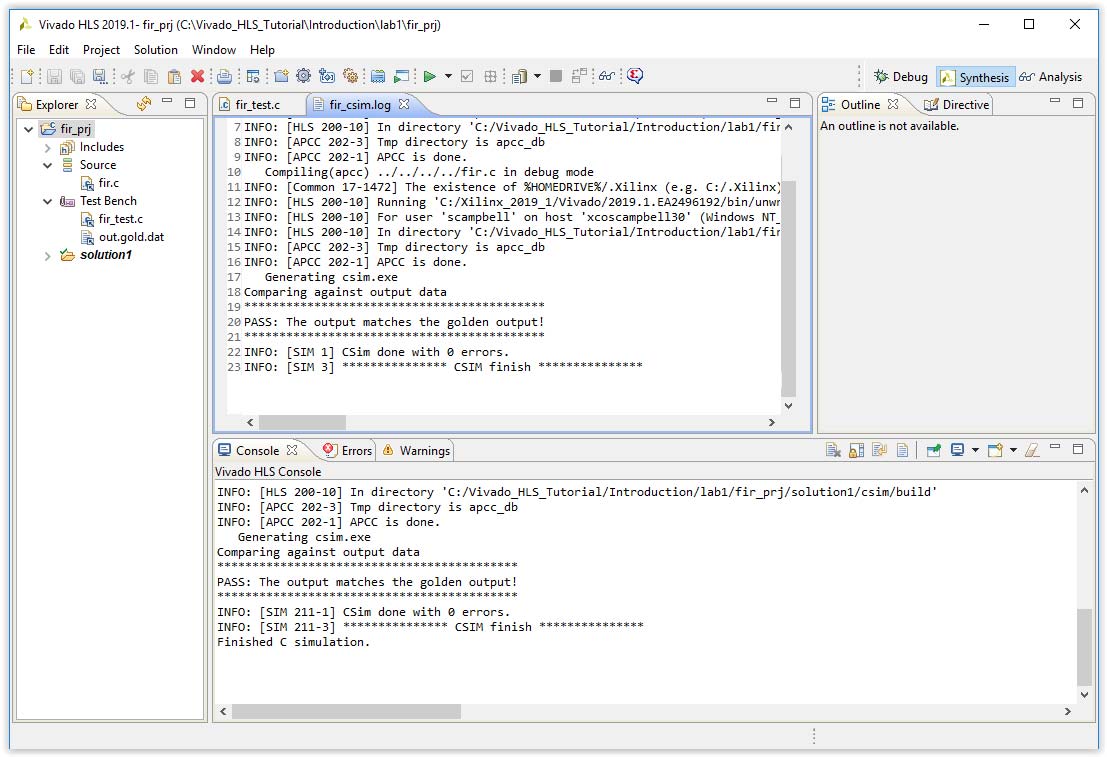 Vivado HLS 2019.1- fir_prj (C:\Vivado_HLS_Tutorial\Introduction\lab1\fir_prj)
File Edit Project Solution Window Help
Debug Synthesis Analysis
Explorer
fir_prj
Includes
Source
fir.c
Test Bench
fir_test.c
out.gold.dat
solution1
fir_test.c fir_csim.log
7 INFO: [HLS 200-10] In directory 'C:/Vivado_HLS_Tutorial/Introduction/lab1/fir
8 INFO: [APCC 202-3] Tmp directory is apcc_db
9 INFO: [APCC 202-1] APCC is done.
10 Compiling(apcc) ../../../../fir.c in debug mode
11 INFO: [Common 17-1472] The existence of %HOMEDRIVE%/.Xilinx (e.g. C:/.Xilinx)
12 INFO: [HLS 200-10] Running 'C:/Xilinx_2019_1/Vivado/2019.1.EA2496192/bin/unwr
13 INFO: [HLS 200-10] For user 'scampbell' on host 'xcoscampbell30' (Windows NT_
14 INFO: [HLS 200-10] In directory 'C:/Vivado_HLS_Tutorial/Introduction/lab1/fir
15 INFO: [APCC 202-3] Tmp directory is apcc_db
16 INFO: [APCC 202-1] APCC is done.
17 Generating csim.exe
18 Comparing against output data
19 *******************************************
20 PASS: The output matches the golden output!
21 *******************************************
22 INFO: [SIM 1] CSim done with 0 errors.
23 INFO: [SIM 3] *************** CSIM finish ***************
Outline Directive
An outline is not available.
Console Errors Warnings
Vivado HLS Console
INFO: [HLS 200-10] In directory 'C:/Vivado_HLS_Tutorial/Introduction/lab1/fir_prj/solution1/csim/build'
INFO: [APCC 202-3] Tmp directory is apcc_db
INFO: [APCC 202-1] APCC is done.
Generating csim.exe
Comparing against output data
*******************************************
PASS: The output matches the golden output!
*******************************************
INFO: [SIM 211-1] CSim done with 0 errors.
INFO: [SIM 211-3] *************** CSIM finish ***************
Finished C simulation.